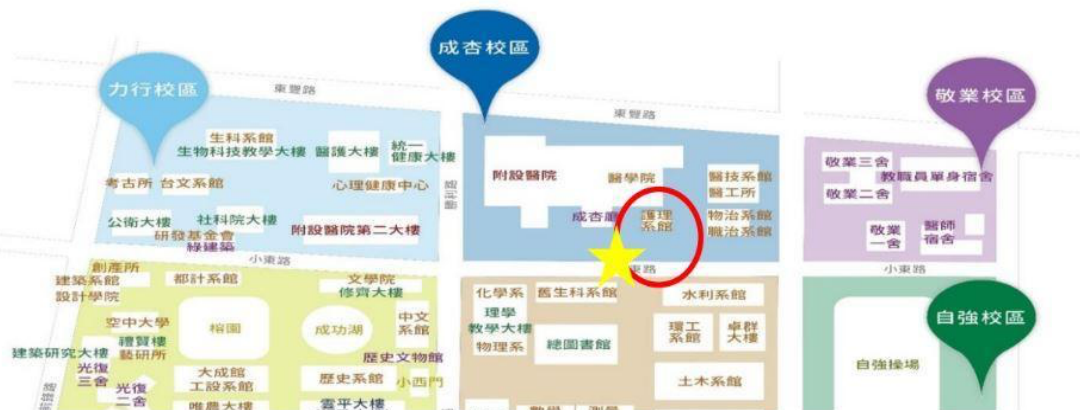 力行校區
成杏校區
敬業校區
東豐路
東豐路
生科系館
生物科技教學大樓
醫護大樓
統一
健康大樓
考古所
台文系館
心理健康中心
公衛大樓
社科院大樓
研發基金會
綠建築
附設醫院第二大樓
勝利路
附設醫院
醫學院
醫技系館
醫工所
成杏廳
護理
系館
物治系館
職治系館
敬業三舍
教職員單身宿舍
敬業二舍
敬業
一舍
醫師
宿舍
小東路
東路
小東路
創產所
建築系館
設計學院
都計系館
文學院
修齊大樓
空中大學
禮賢樓
藝研所
建築研究大樓
榕園
成功湖
中文
系館
歷史文物館
光復
三舍
光復
二舍
大成館
工設系館
歷史系館
小西門
唯農大樓
雲平大樓
化學系
理學
教學大樓
物理系
舊生科系館
水利系館
總圖書館
環工
系館
卓群
大樓
土木系館
數學
測量
自強校區
自強操場